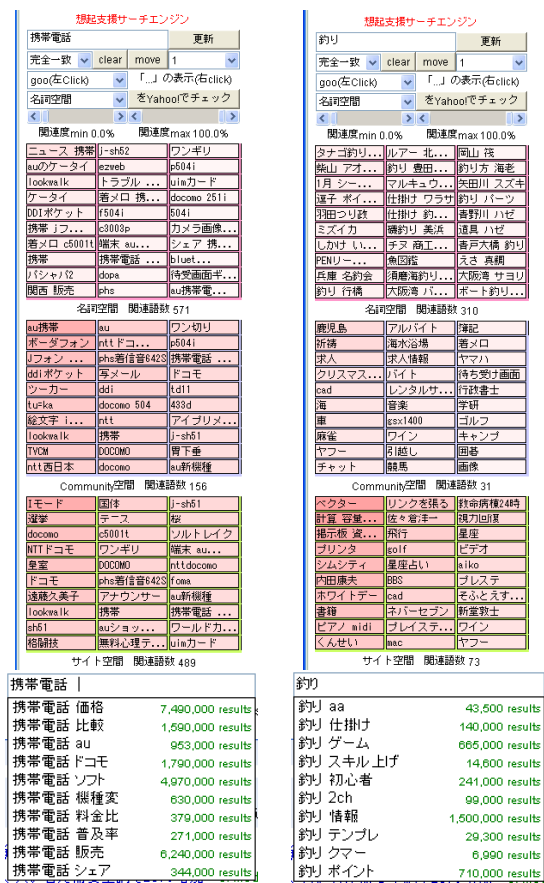 想起支援サーチエンジン
携帯電話 更新
完全一致 clear move 1
goo(左Click) 「...」の表示(右click)
名詞空間 をYahoo!でチェック
関連度min 0.0% 関連度max 100.0%
ニュース 携帯 j-sh52 ワンギリ
auのケータイ ezweb p504i
lookwalk トラブル ... uimカード
ケータイ 着メロ 携... docomo 251i
DDIポケット f504i 504i
携帯 jフ... c3003p カメラ画像...
着メロ c5001t 端末 au... シェア 携...
携帯 携帯電話 ... bluet...
パシャパ2 dopa 待受画面ギ...
関西 販売 phs au携帯電...
名詞空間 関連語数 571
au携帯 au ワン切り
ボーダフォン nttドコ... p504i
Jフォン ... phs着信音642S 携帯電話 ...
ddiポケット 写メール ドコモ
ツーカー ddi td11
tu=ka docomo 504 433d
絵文字 i... ntt アイブリメ...
lookwalk 携帯 j-sh51
TVCM DOCOMO 胃下垂
ntt西日本 docomo au新機種
Community空間 関連語数 156
Iモード 国体 j-sh51
選挙 テース 桜
docomo c5001t ソルトレイク
NTTドコモ ワンギリ 端末 au...
皇室 DOCOMO nttdocomo
ドコモ phs着信音642S foma
遠藤久美子 アナウンサー au新機種
lookwalk 携帯 携帯電話 ...
sh51 auショッ... ワールドカ...
格闘技 無料心理テ... uimカード
サイト空間 関連語数 489
携帯電話
携帯電話 価格 7,490,000 results
携帯電話 比較 1,590,000 results
携帯電話 au 953,000 results
携帯電話 ドコモ 1,790,000 results
携帯電話 ソフト 4,970,000 results
携帯電話 機種変 630,000 results
携帯電話 料金比 379,000 results
携帯電話 普及率 271,000 results
携帯電話 販売 6,240,000 results
携帯電話 シェア 344,000 results
想起支援サーチエンジン
釣り 更新
完全一致 clear move 1
goo(左Click) 「...」の表示(右click)
名詞空間 をYahoo!でチェック
関連度min 0.0% 関連度max 100.0%
タナゴ釣り... ルアー 北... 岡山 筏
柴山 アオ... 釣り 豊田... 釣り方 海老
1月 シー... マルキュウ... 矢田川 スズキ
逗子 ボイ... 仕掛け ワラサ 釣り パーツ
羽田つり政 仕掛け 釣... 吉野川 ハゼ
ミズイカ 磯釣り 美浜 道具 ハゼ
しかけ い... チヌ 商工... 青戸大橋 釣り
PENリー... 魚図鑑 えさ 真鯛
兵庫 名釣会 須磨海釣り... 大阪湾 サヨリ
釣り 行橋 大阪湾 バ... ボート釣り...
名詞空間 関連語数 310
鹿児島 アルバイト 簿記
祈祷 海水浴場 着メロ
求人 求人情報 ヤマハ
クリスマス... バイト 待ち受け画面
cad レンタルサ... 行政書士
海 音楽 学研
車 gsx1400 ゴルフ
麻雀 ワイン キャンプ
ヤフー 引越し 囲碁
チャット 競馬 画像
Community空間 関連語数 31
ベクター リンクを張る 救命病棟24時
計算 容量... 佐々倉洋一 視力回復
掲示板 資... 飛行 星座
プリンタ golf ビデオ
シムシティ 星座占い aiko
内田康夫 BBS プレステ
ホワイトデー cad そふとえす...
書籍 ネバーセブン 新堂敦士
ピアノ midi プレイステ... ワイン
くんせい mac ヤフー
サイト空間 関連語数 73
釣り
釣り aa 43,500 results
釣り 仕掛け 140,000 results
釣り ゲーム 665,000 results
釣り スキル上げ 14,600 results
釣り 初心者 241,000 results
釣り 2ch 99,000 results
釣り 情報 1,500,000 results
釣り テンプレ 29,300 results
釣り クマー 6,990 results
釣り ポイント 710,000 results